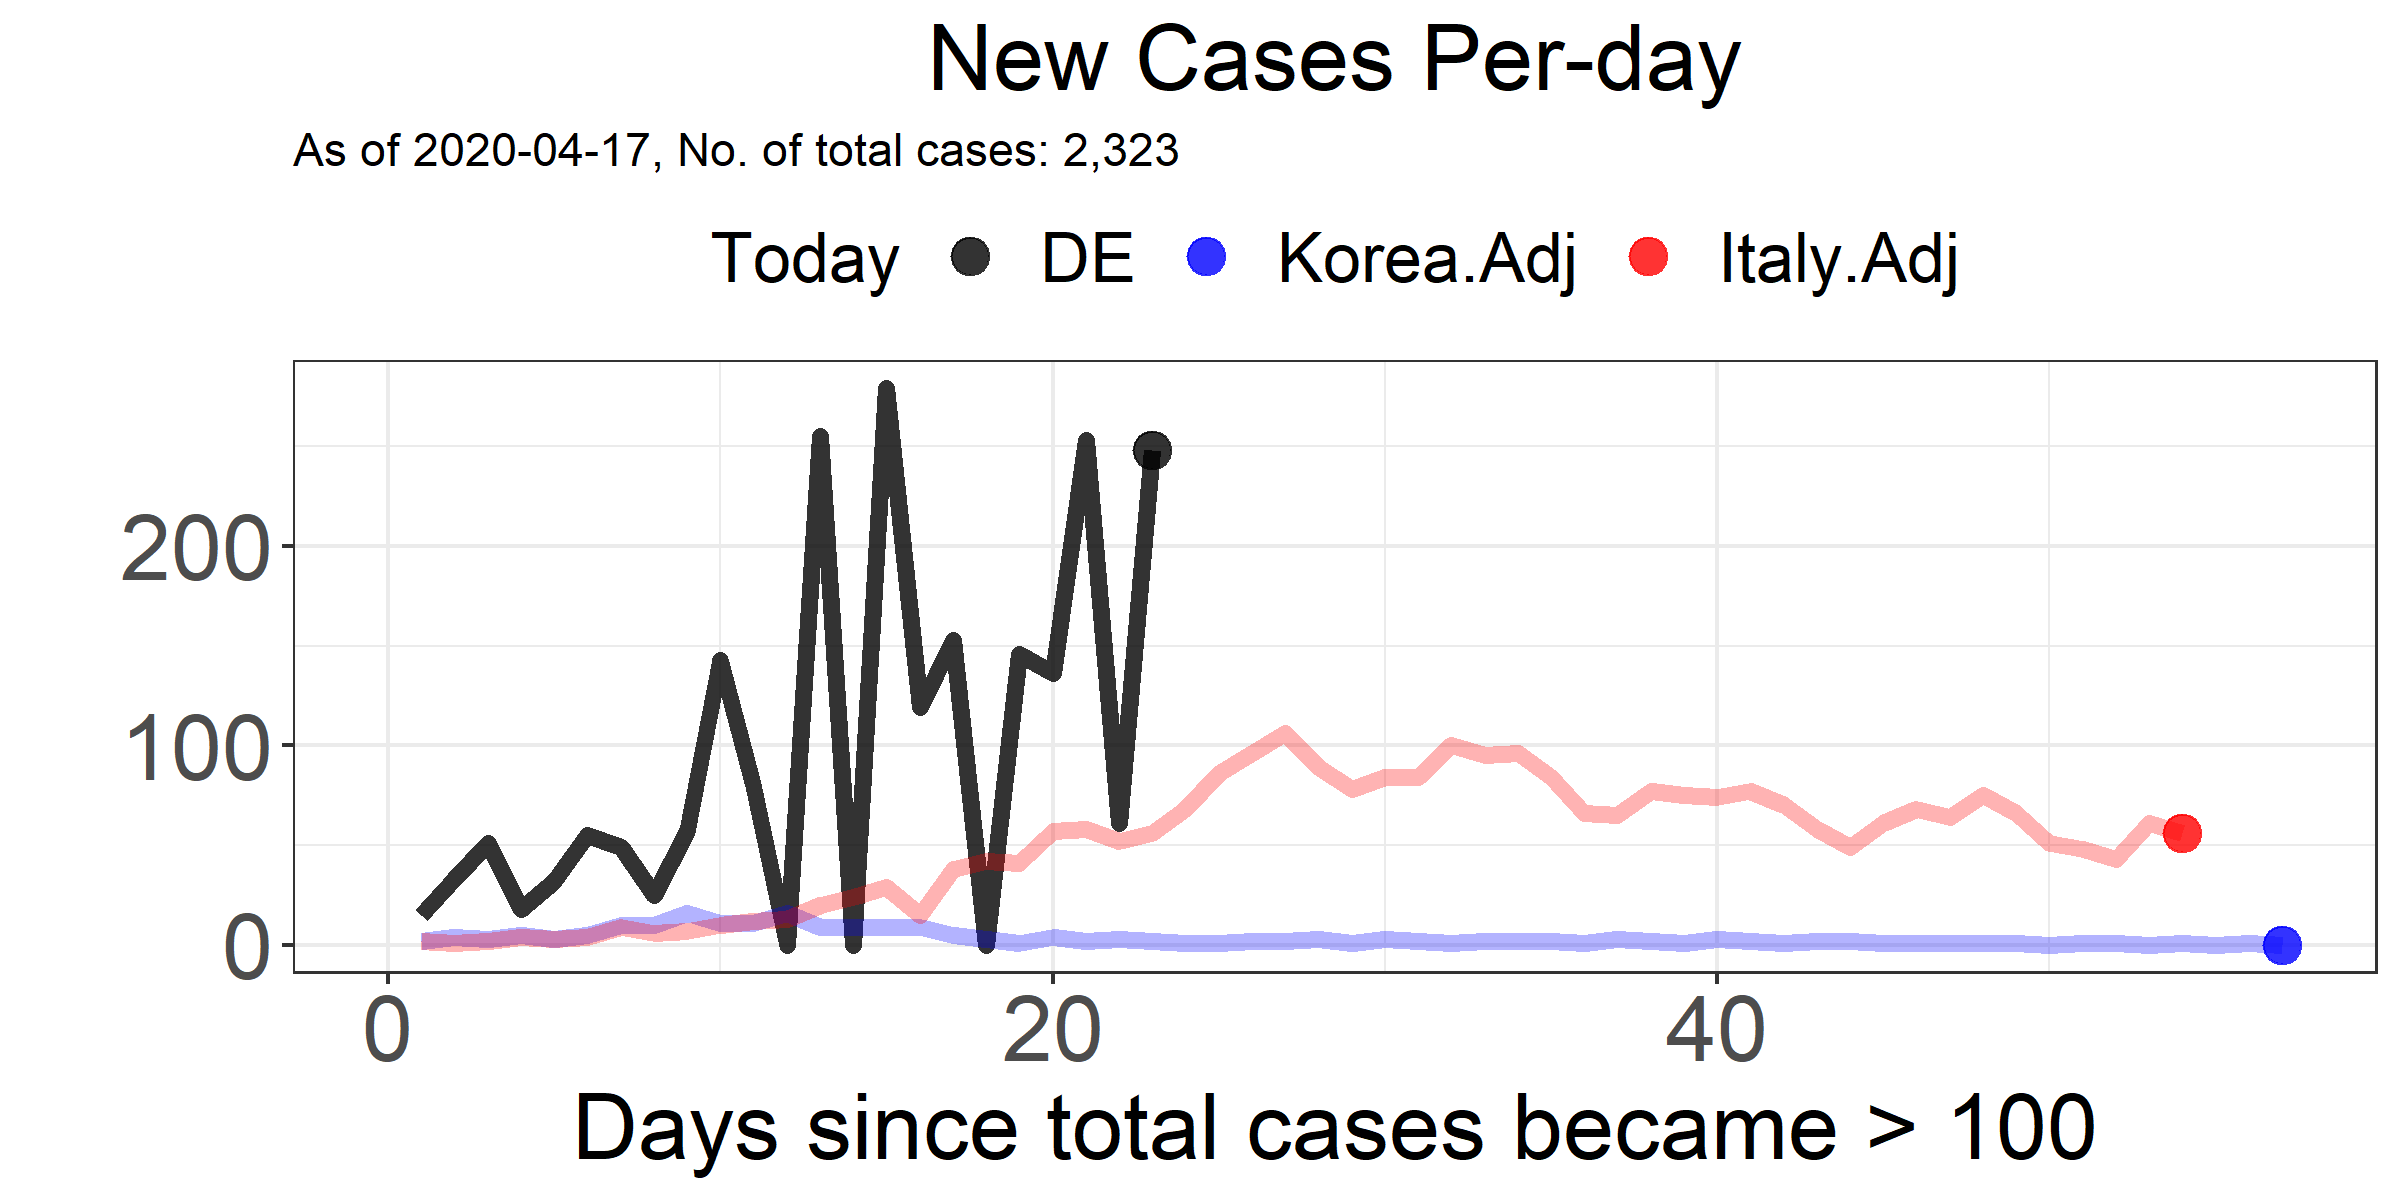 New Cases Per-day
As of 2020-04-17, No. of total cases: 2,323
Today DE Korea.Adj Italy.Adj
200
100
0
0 20 40
Days since total cases became > 100